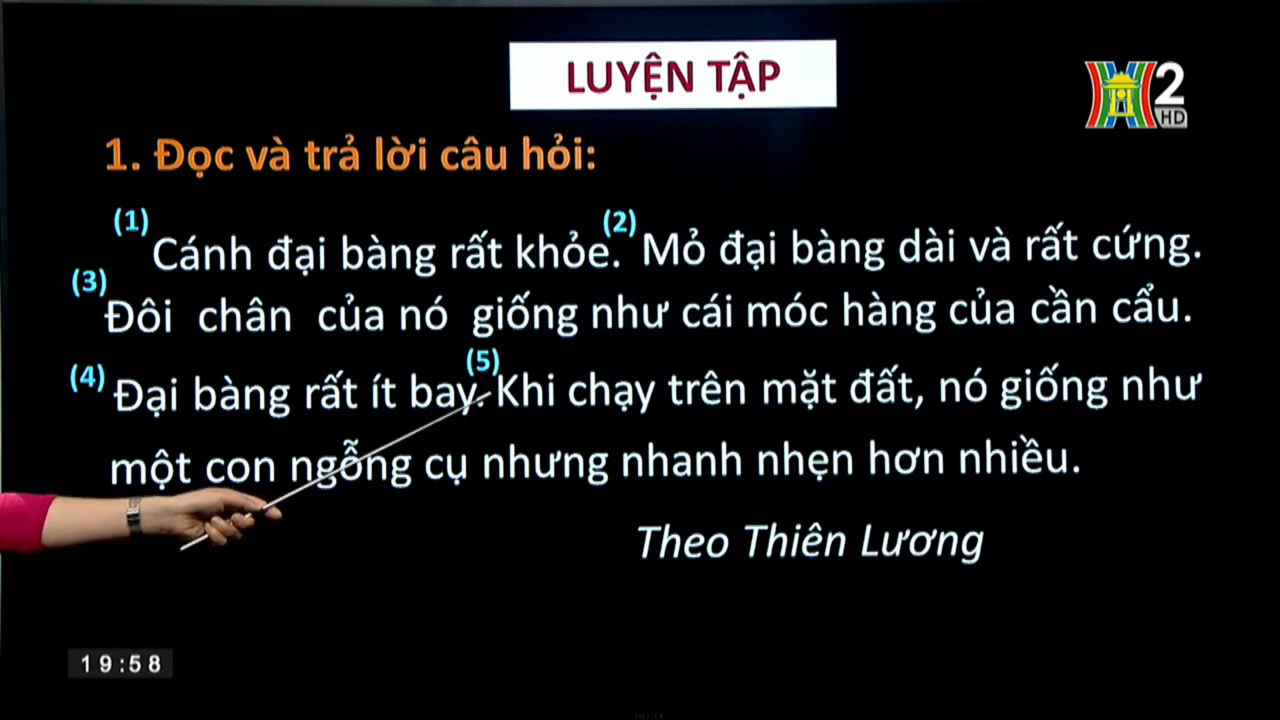 LUYỆN TẬP
2
HD
1. Đọc và trả lời câu hỏi:
(1) Cánh đại bàng rất khỏe. (2) Mỏ đại bàng dài và rất cứng.
(3) Đôi chân của nó giống như cái móc hàng của cần cẩu.
(4) Đại bàng rất ít bay. (5) Khi chạy trên mặt đất, nó giống như
một con ngỗng cụ nhưng nhanh nhẹn hơn nhiều.
Theo Thiên Lương
19:58